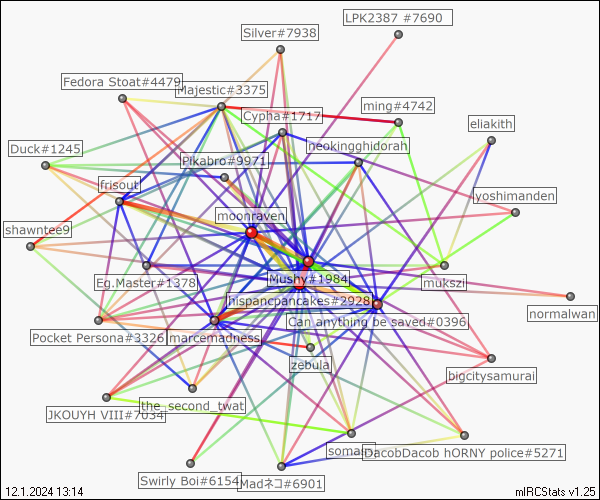 LPK2387 #7690
Silver#7938
Fedora Stoat#4479
Majestic#3375
ming#4742
Cypha#1717
eliakith
neokingghidorah
Duck#1245
Pikabro#9971
frisout
yoshimanden
moonraven
shawntee9
Mushy#1984
Eg.Master#1378
mukszi
hispancpancakes#2928
normalwan
Can anything be saved#0396
Pocket Persona#3326
marcemadness
zebula
bigcitysamurai
the_second_twat
JKOUYH VIII#7034
somain
DacobDacob hORNY police#5271
Swirly Boi#6154
Madネコ#6901
12.1.2024 13:14
mIRCStats v1.25